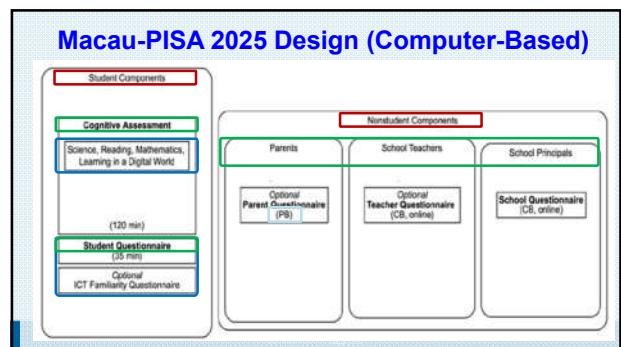 Macau-PISA 2025 Design (Computer-Based)
Student Components
Cognitive Assessment
Science, Reading, Mathematics,
Learning in a Digital World
(120 min)
Student Questionnaire
(35 min)
Optional
ICT Familiarity Questionnaire
Nonstudent Components
Parents
Optional
Parent Questionnaire
(PB)
School Teachers
Optional
Teacher Questionnaire
(CB, online)
School Principals
School Questionnaire
(CB, online)